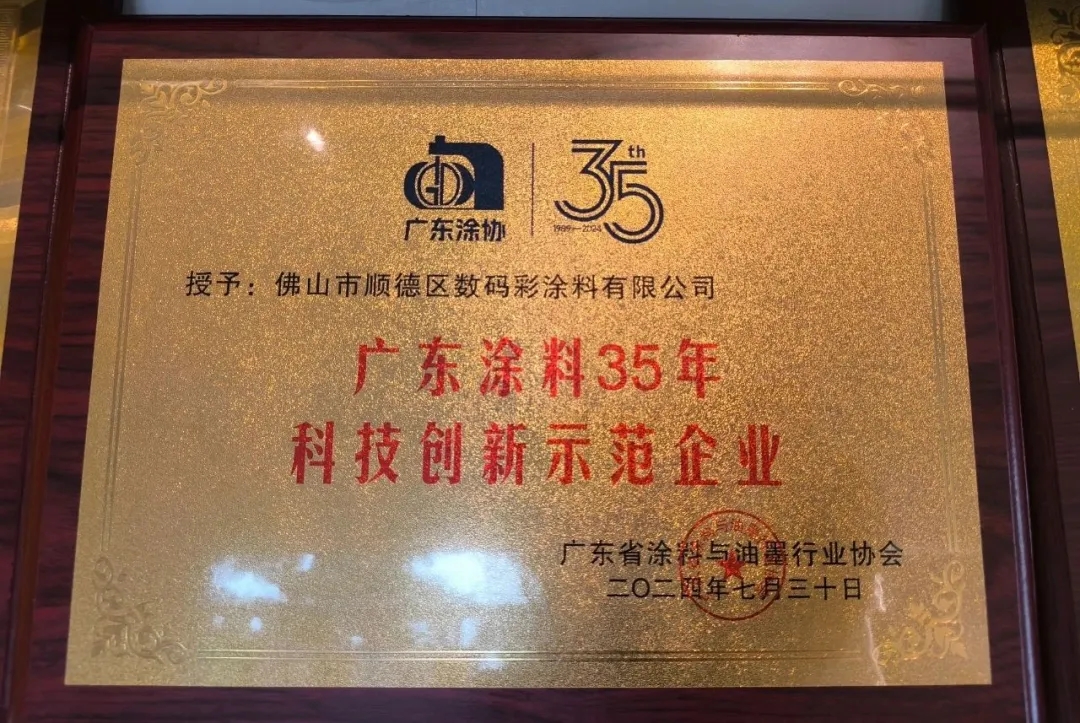 GD
广东涂协
35th
1989—2024
授予：佛山市顺德区数码彩涂料有限公司
广东涂料35年
科技创新示范企业
广东省涂料与油墨行业协会
二〇二四年七月三十日